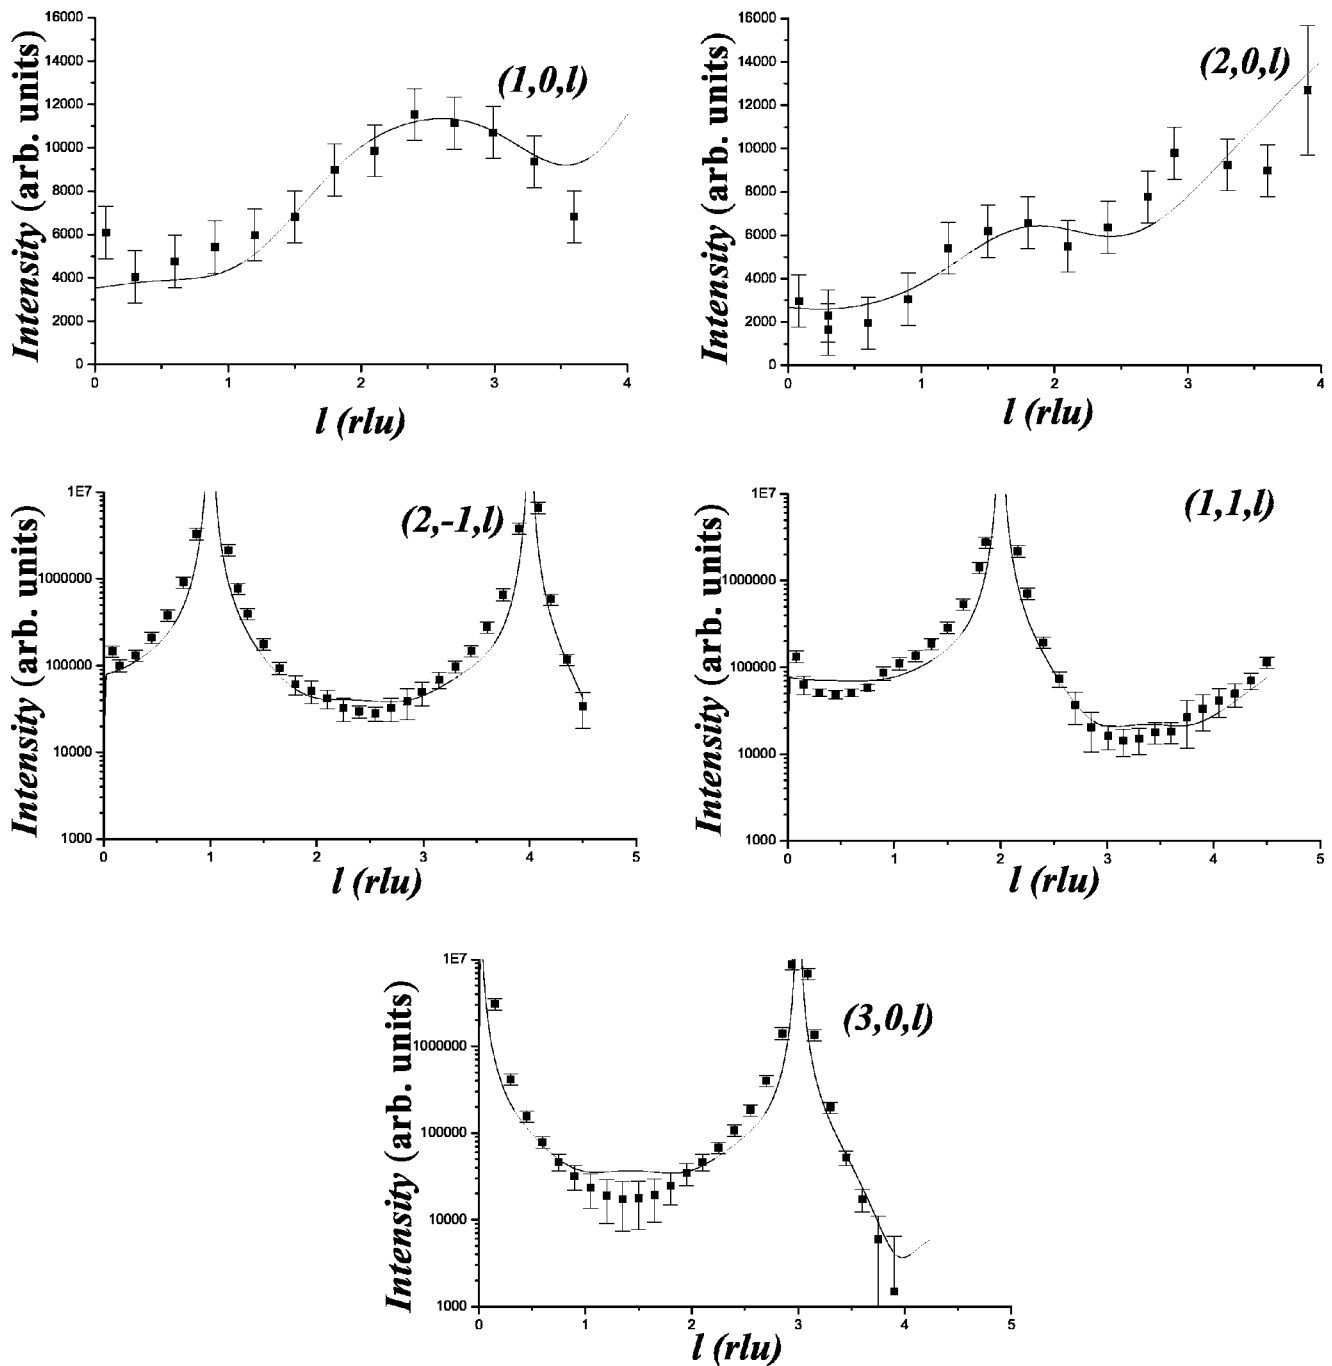 Intensity (arb. units)
16000
14000
12000
10000
8000
6000
4000
2000
0
(1,0,l)
0 1 2 3 4
l (rlu)
Intensity (arb. units)
16000
14000
12000
10000
8000
6000
4000
2000
0
(2,0,l)
0 1 2 3 4
l (rlu)
Intensity (arb. units)
1E7
1000000
100000
10000
1000
(2,-1,l)
0 1 2 3 4 5
l (rlu)
Intensity (arb. units)
1E7
1000000
100000
10000
1000
(1,1,l)
0 1 2 3 4 5
l (rlu)
Intensity (arb. units)
1E7
1000000
100000
10000
1000
(3,0,l)
0 1 2 3 4 5
l (rlu)